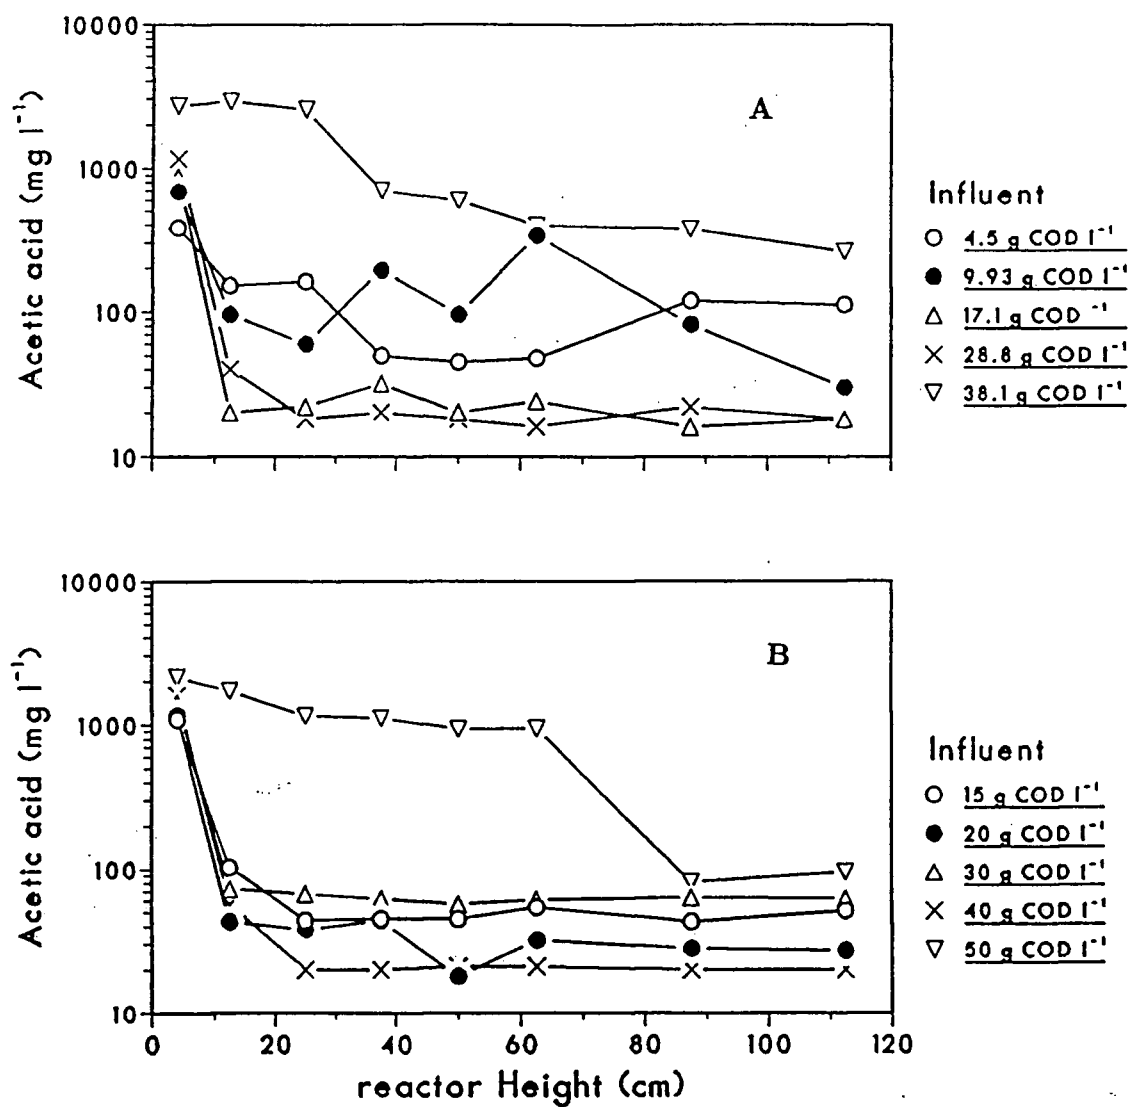 10000
1000
100
10
Acetic acid (mg l⁻¹)
A
Influent
4.5 g COD l⁻¹
9.93 g COD l⁻¹
17.1 g COD ⁻¹
28.8 g COD l⁻¹
38.1 g COD l⁻¹
10000
1000
100
10
Acetic acid (mg l⁻¹)
B
Influent
15 g COD l⁻¹
20 g COD l⁻¹
30 g COD l⁻¹
40 g COD l⁻¹
50 g COD l⁻¹
0 20 40 60 80 100 120
reactor Height (cm)